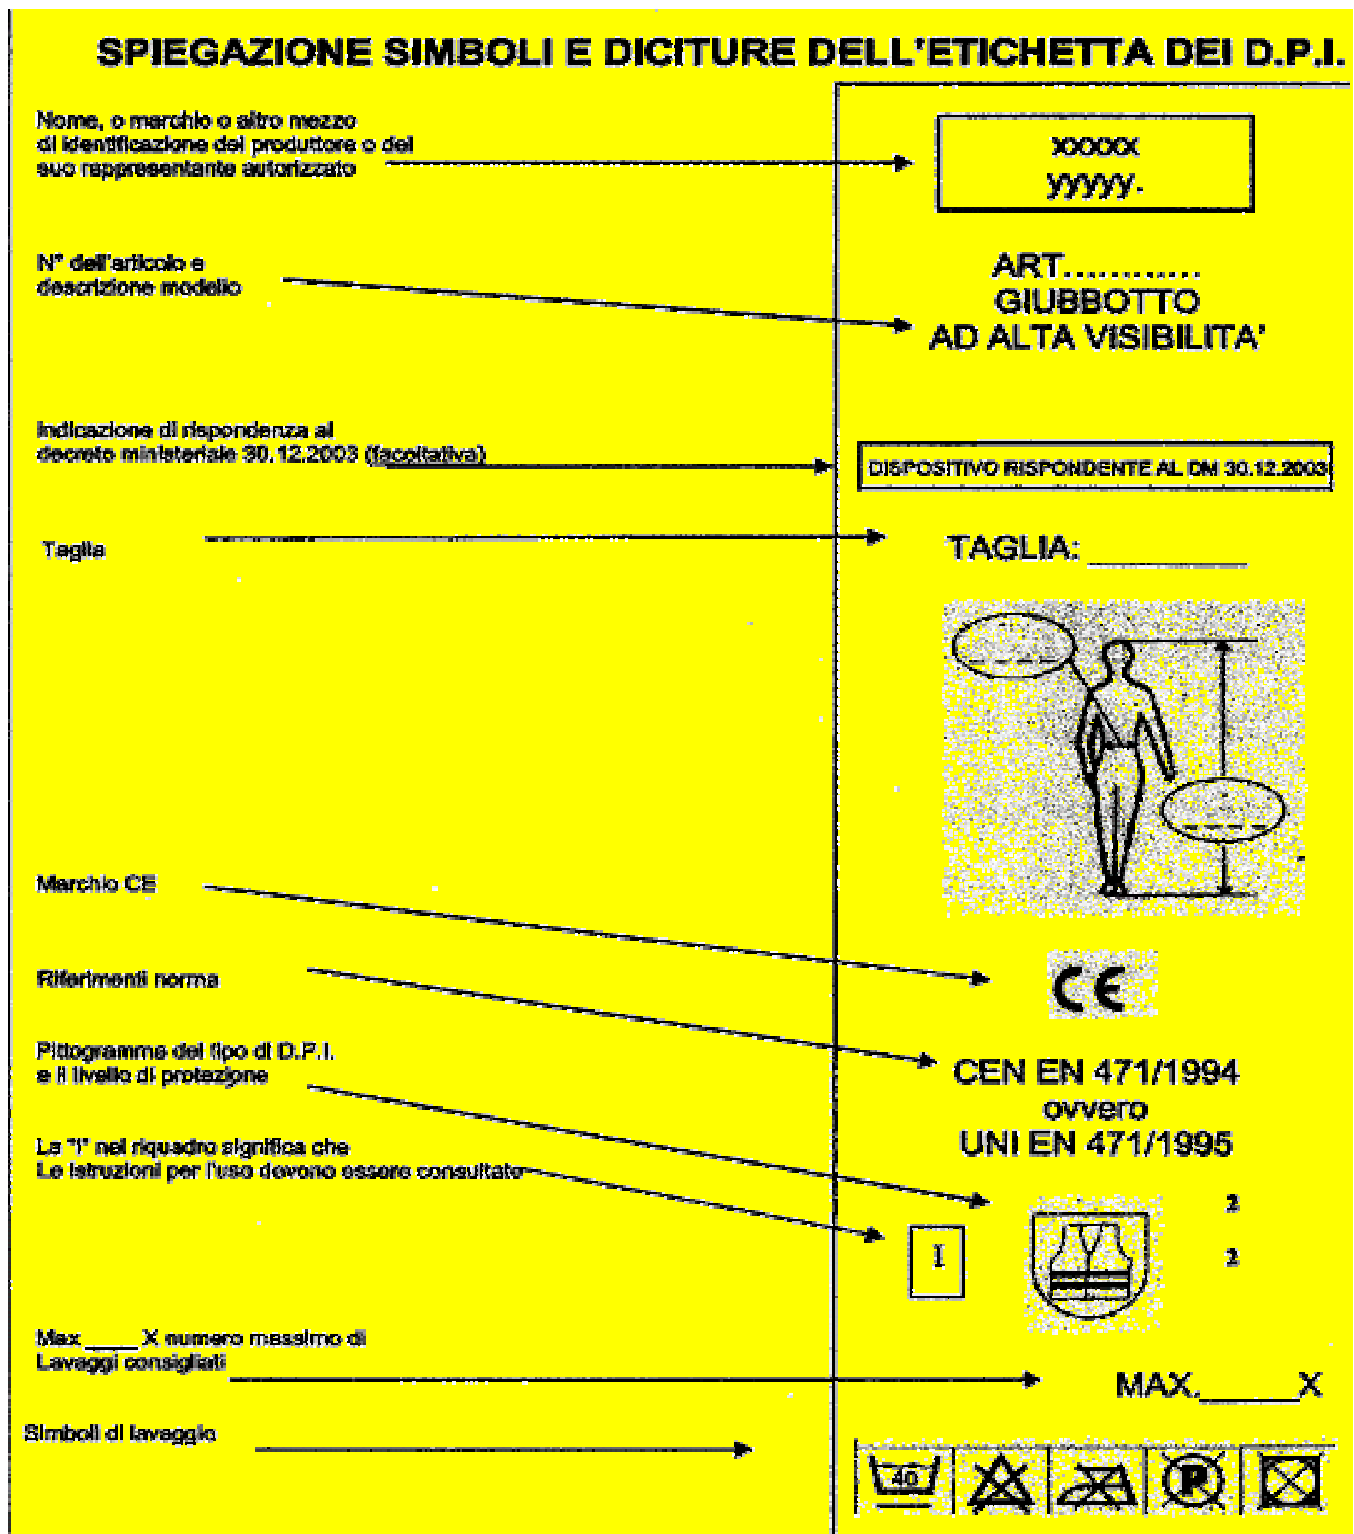 SPIEGAZIONE SIMBOLI E DICITURE DELL'ETICHETTA DEI D.P.I.
Nome, o marchio o altro mezzo
di identificazione del produttore o del
suo rappresentante autorizzato
xxxxx
yyyyy.
N° dell'articolo e
descrizione modello
ART............
GIUBBOTTO
AD ALTA VISIBILITA'
Indicazione di rispondenza al
decreto ministeriale 30.12.2003 (facoltativa)
DISPOSITIVO RISPONDENTE AL DM 30.12.2003
Taglia
TAGLIA: ________
Marchio CE
CE
Riferimenti norma
CEN EN 471/1994
ovvero
UNI EN 471/1995
Pittogramma del tipo di D.P.I.
e il livello di protezione
La "I" nel riquadro significa che
Le istruzioni per l'uso devono essere consultate
2
I
2
Max ____ X numero massimo di
Lavaggi consigliati
MAX._____X
Simboli di lavaggio
40
P